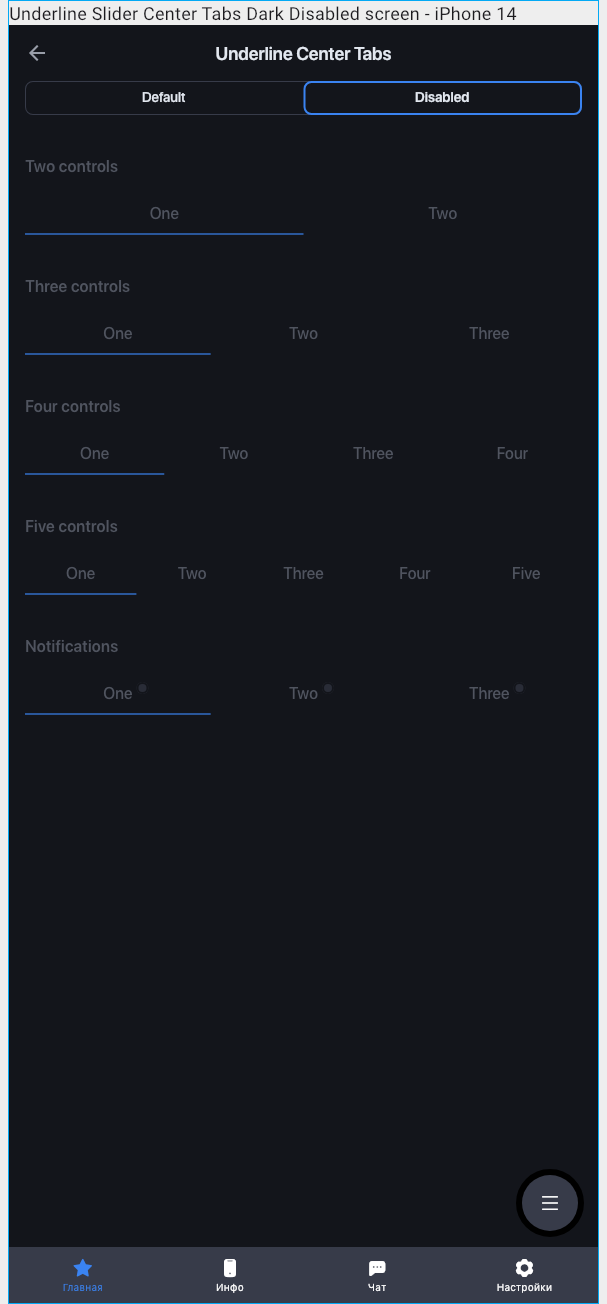 Underline Slider Center Tabs Dark Disabled screen - iPhone 14
Underline Center Tabs
Default Disabled
Two controls
One Two
Three controls
One Two Three
Four controls
One Two Three Four
Five controls
One Two Three Four Five
Notifications
One Two Three
Главная Инфо Чат Настройки